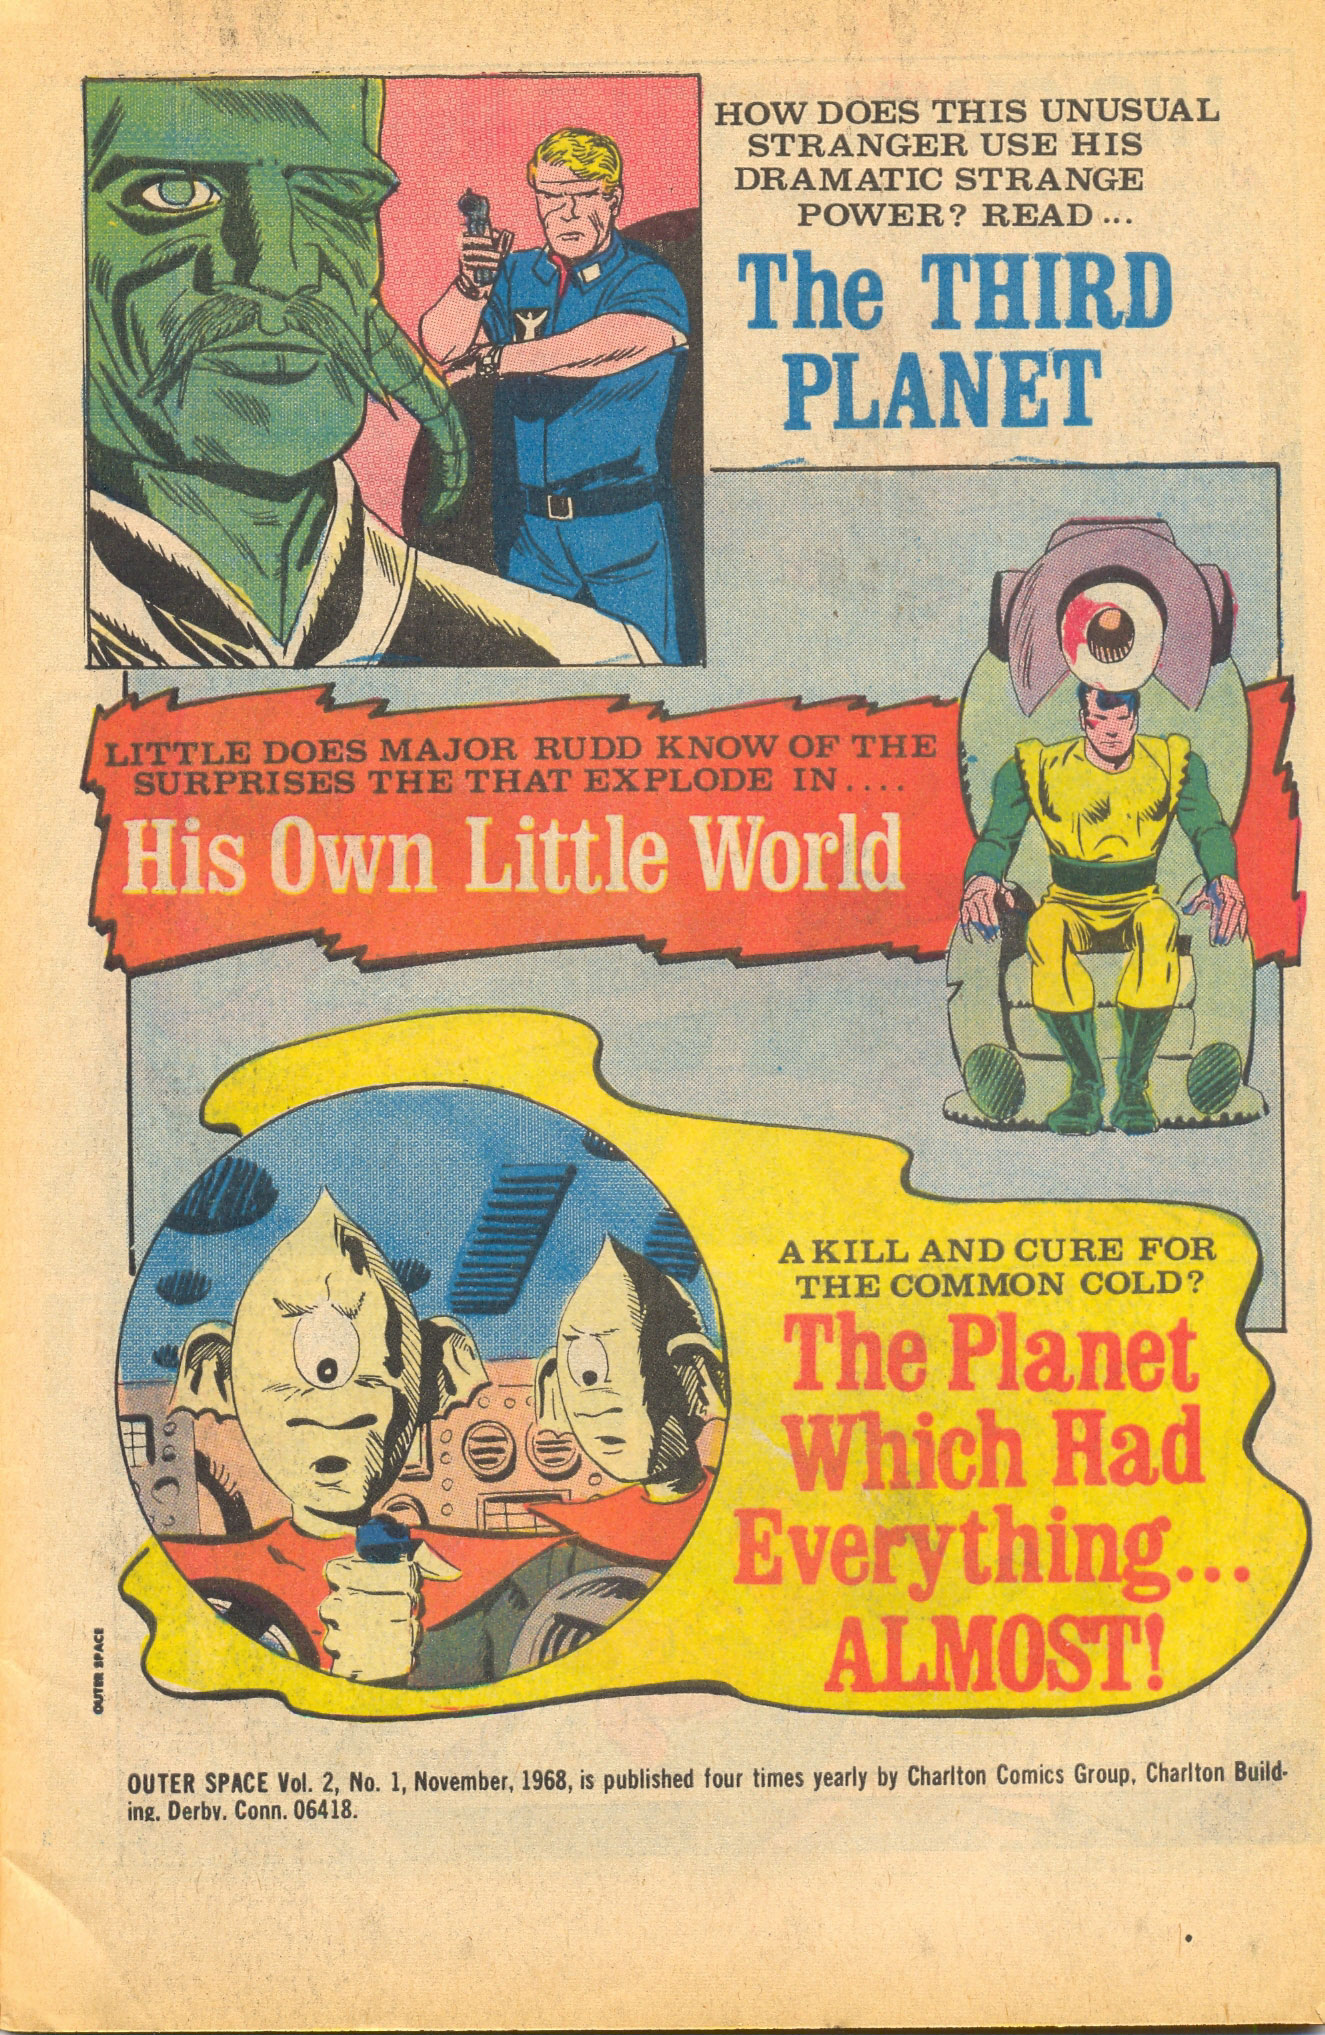 HOW DOES THIS UNUSUAL
STRANGER USE HIS
DRAMATIC STRANGE
POWER? READ...
The THIRD
PLANET
LITTLE DOES MAJOR RUDD KNOW OF THE
SURPRISES THE THAT EXPLODE IN....
His Own Little World
A KILL AND CURE FOR
THE COMMON COLD?
The Planet
Which Had
Everything...
ALMOST!
OUTER SPACE
OUTER SPACE Vol. 2, No. 1, November, 1968, is published four times yearly by Charlton Comics Group, Charlton Build-
ing, Derby, Conn. 06418.